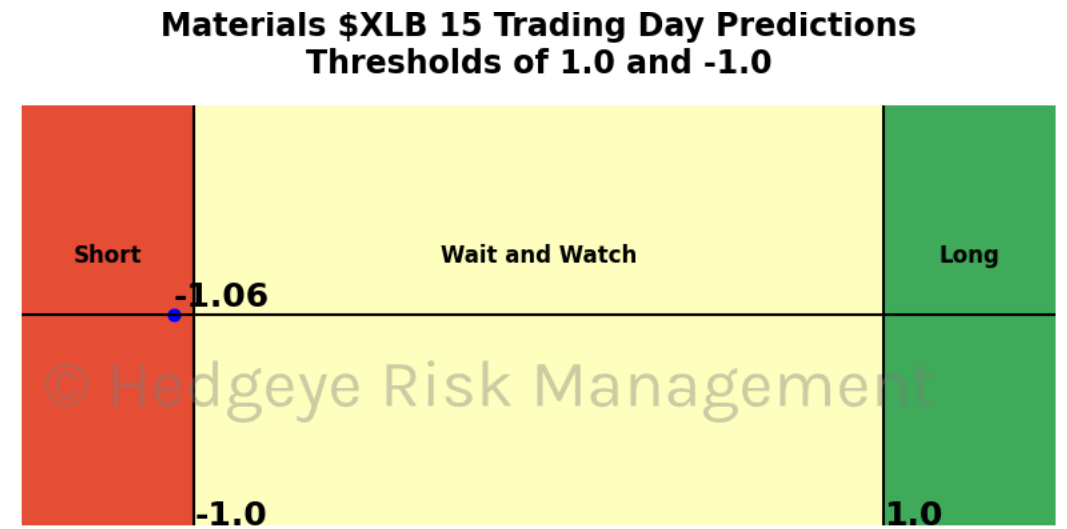 Materials $XLB 15 Trading Day Predictions
Thresholds of 1.0 and -1.0
Short
Wait and Watch
Long
-1.06
© Hedgeye Risk Management
-1.0
1.0